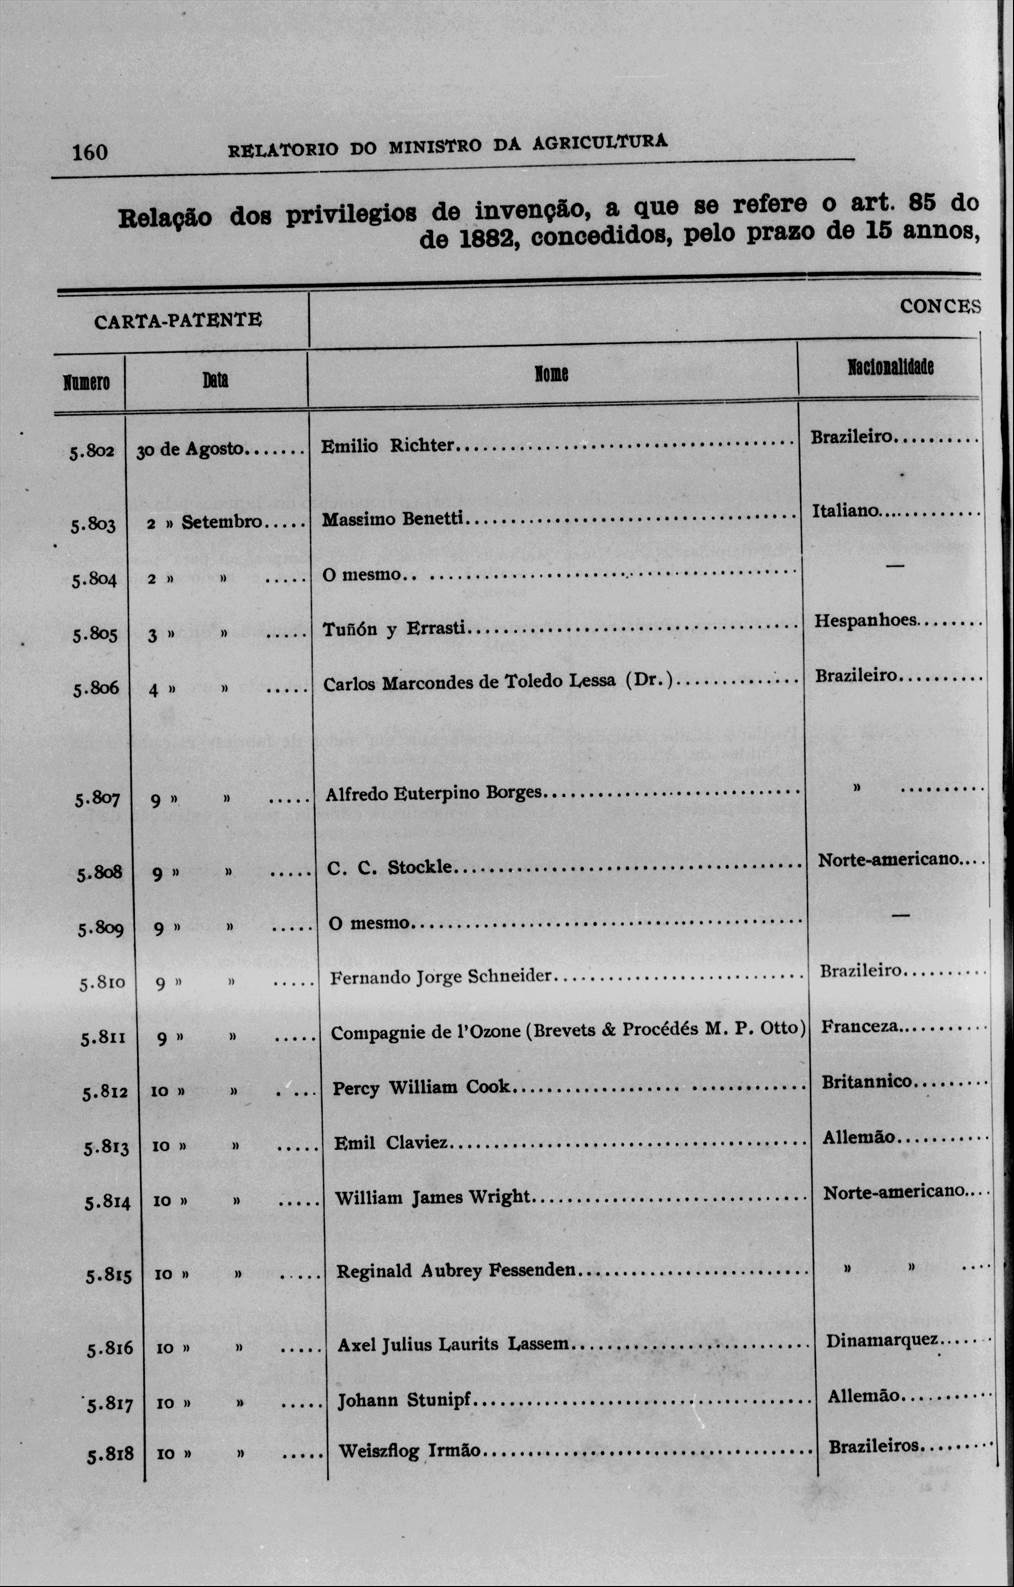 160 RELATORIO DO MINISTRO DA AGRICULTURA
Relação dos privilegios de invenção, a que se refere o art. 85 do
de 1882, concedidos, pelo prazo de 15 annos,
CARTA-PATENTE CONCES
Numero Data Nome Nacionalidade
5.802 30 de Agosto....... Emilio Richter...................................... Brazileiro..........
5.803 2 » Setembro..... Massimo Benetti..................................... Italiano.............
5.804 2 » » ..... O mesmo.. ......................................... —
5.805 3 » » ..... Tuñón y Errasti..................................... Hespanhoes........
5.806 4 » » ..... Carlos Marcondes de Toledo Lessa (Dr.).............. Brazileiro..........
5.807 9 » » ..... Alfredo Euterpino Borges............................. » ..........
5.808 9 » » ..... C. C. Stockle....................................... Norte-americano....
5.809 9 » » ..... O mesmo............................................ —
5.810 9 » » ..... Fernando Jorge Schneider............................ Brazileiro..........
5.811 9 » » ..... Compagnie de l'Ozone (Brevets & Procédés M. P. Otto) Franceza...........
5.812 10 » » . ... Percy William Cook................... ............. Britannico.........
5.813 10 » » ..... Emil Claviez........................................ Allemão...........
5.814 10 » » ..... William James Wright............................... Norte-americano....
5.815 10 » » ..... Reginald Aubrey Fessenden.......................... » » ....
5.816 10 » » ..... Axel Julius Laurits Lassem........................... Dinamarquez......
5.817 10 » » ..... Johann Stunipf...................................... Allemão...........
5.818 10 » » ..... Weiszflog Irmão..................................... Brazileiros.........